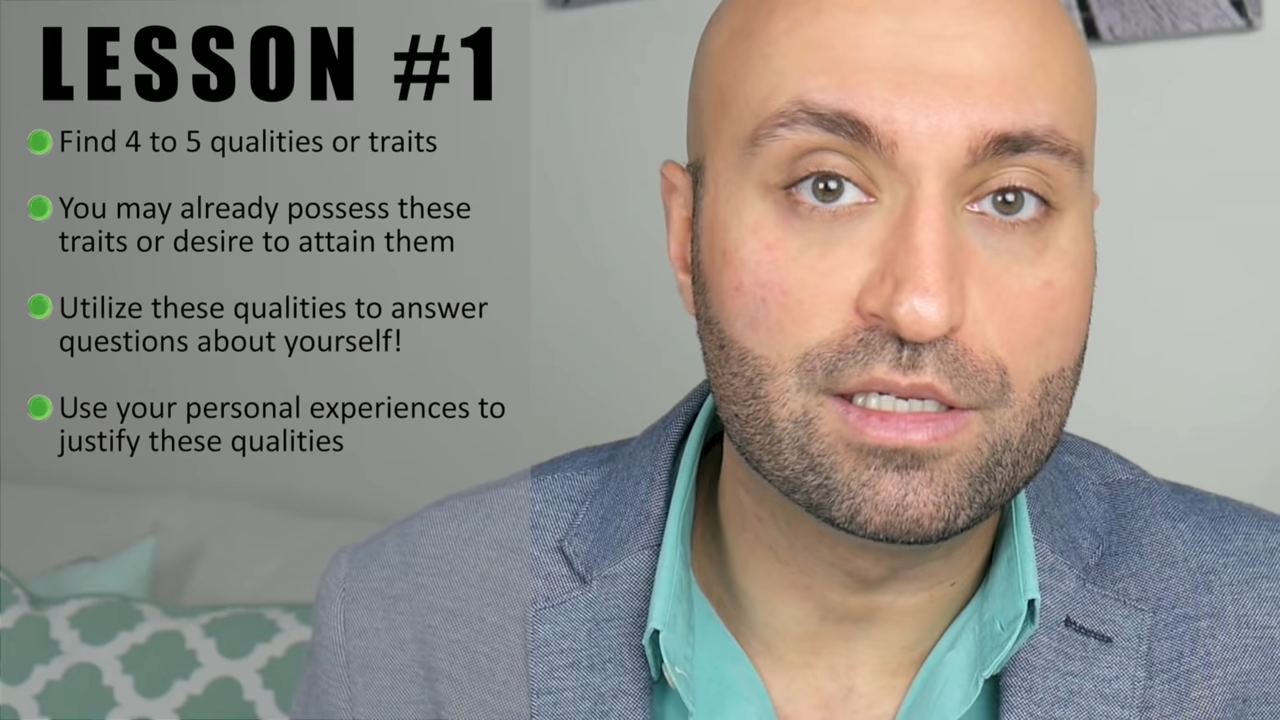 LESSON #1
Find 4 to 5 qualities or traits
You may already possess these
traits or desire to attain them
Utilize these qualities to answer
questions about yourself!
Use your personal experiences to
justify these qualities